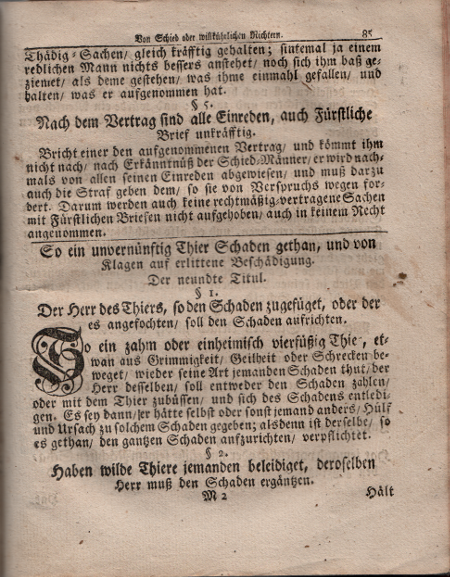 Von Schied oder willkührlichen Richtern. 85
Thädig-Sachen/ gleich kräfftig gehalten; sintemal ja einem
redlichen Mann nichts bessers anstehet/ noch sich ihm baß ge-
ziemet/ als deme gestehen/ was ihme einmahl gefallen/ und
halten/ was er aufgenommen hat.
§ 5.
Nach dem Vertrag sind alle Einreden, auch Fürstliche
Brief unkräfftig.
Bricht einer den aufgenommenen Vertrag/ und kömmt ihm
nicht nach/ nach Erkänntnüß der Schied-Männer/ er wird nach-
mals von allen seinen Einreden abgewiesen/ und muß darzu
auch die Straf geben dem/ so sie von Verspruchs wegen for-
dert. Darum werden auch keine rechtmäßig/ vertragene Sachen
mit Fürstlichen Briefen nicht aufgehoben/ auch in keinem Recht
angenommen.
So ein unvernünftig Thier Schaden gethan, und von
Klagen auf erlittene Beschädigung.
Der neundte Titul.
§ 1.
Der Herr des Thiers, so den Schaden zugefüget, oder der
es angefochten/ soll den Schaden aufrichten.
So ein zahm oder einheimisch vierfüßig Thie, et-
wan aus Grimmigkeit/ Geilheit oder Schrecken be-
weget/ wieder seine Art jemanden Schaden thut/ der
Herr desselben/ soll entweder den Schaden zahlen/
oder mit dem Thier zubüssen/ und sich des Schadens entledi-
gen. Es sey dann/ er hätte selbst oder sonst jemand anders/ Hülf
und Ursach zu solchem Schaden gegeben; alsdenn ist derselbe/ so
es gethan/ den gantzen Schaden aufzurichten/ verpflichtet.
§ 2.
Haben wilde Thiere jemanden beleidiget, deroselben
Herr muß den Schaden ergäntzen.
M 2 Hält